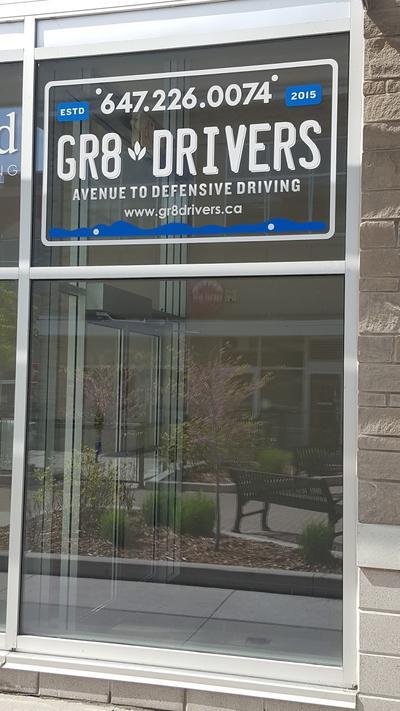 647.226.0074
ESTD 2015
GR8 DRIVERS
AVENUE TO DEFENSIVE DRIVING
www.gr8drivers.ca